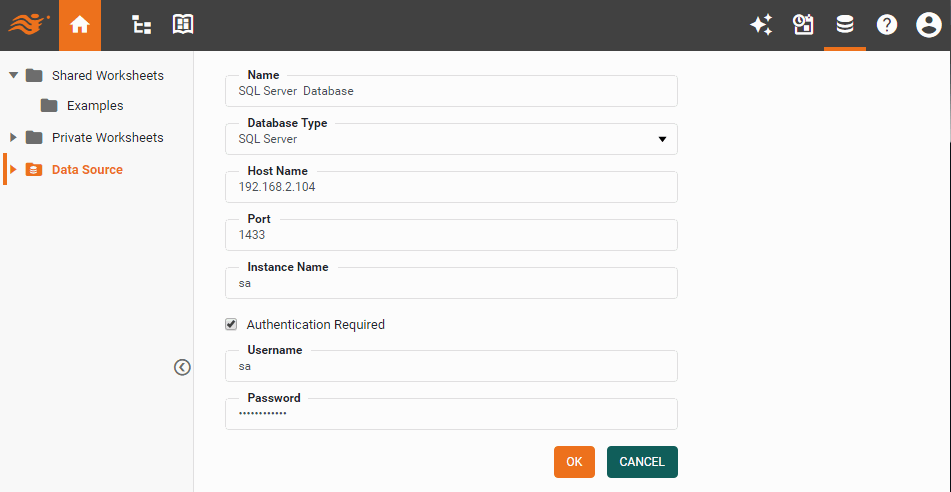 Shared Worksheets
Examples
Private Worksheets
Data Source
Name
SQL Server  Database
Database Type
SQL Server
Host Name
192.168.2.104
Port
1433
Instance Name
sa
Authentication Required
Username
sa
Password
••••••••••••
OK
CANCEL